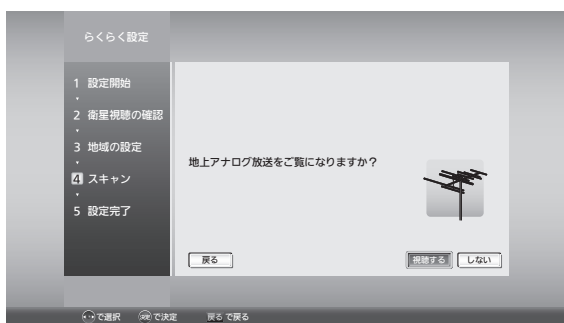 らくらく設定
1 設定開始
2 衛星視聴の確認
3 地域の設定
4 スキャン
5 設定完了
地上アナログ放送をご覧になりますか？
戻る
視聴する
しない
で選択 決定 で決定 戻る で戻る